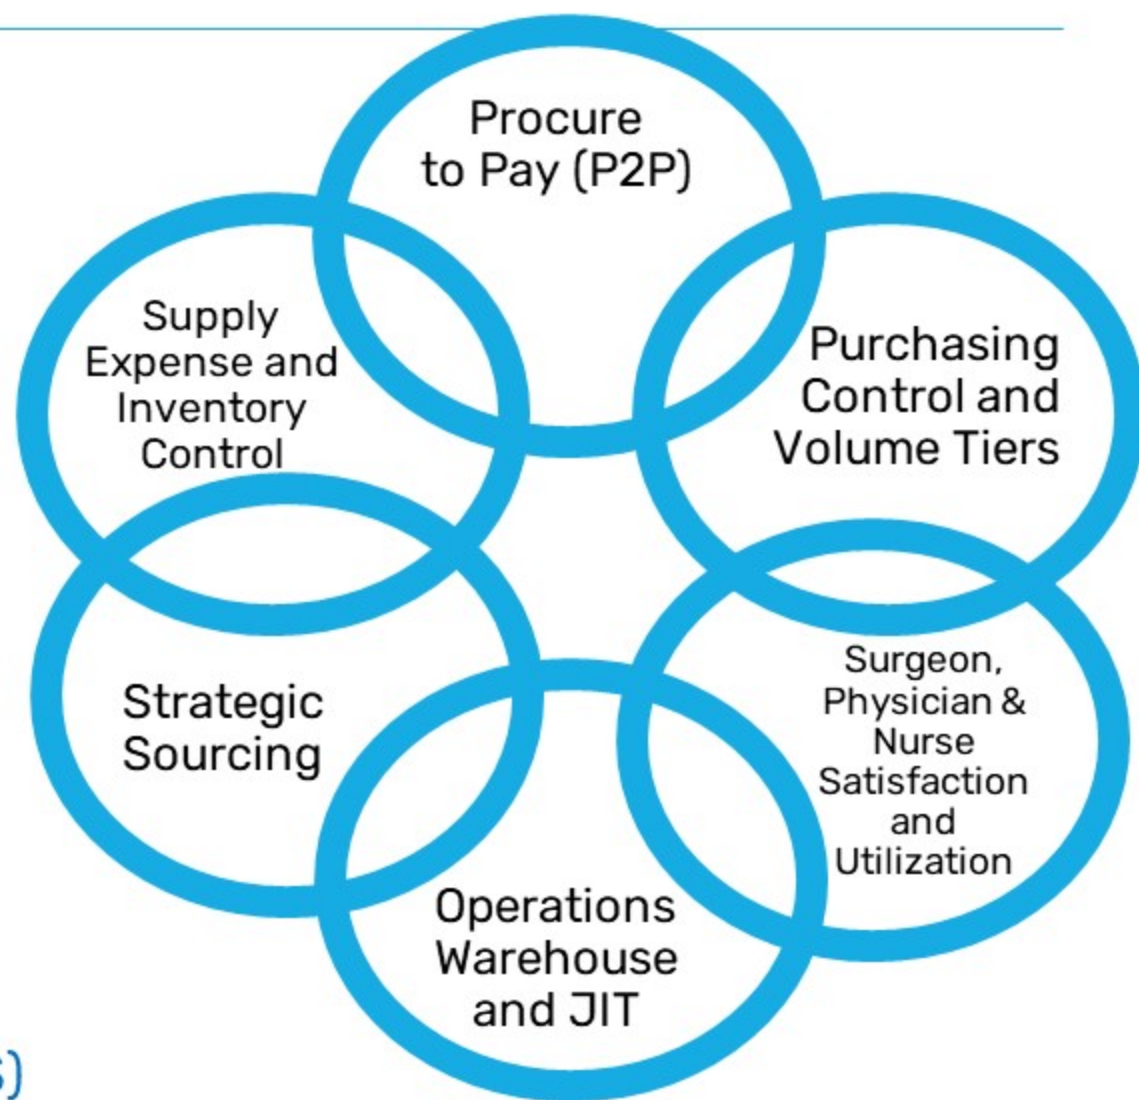 Procure
to Pay (P2P)
Supply
Expense and
Inventory
Control
Purchasing
Control and
Volume Tiers
Strategic
Sourcing
Surgeon,
Physician &
Nurse
Satisfaction
and
Utilization
Operations
Warehouse
and JIT
S)